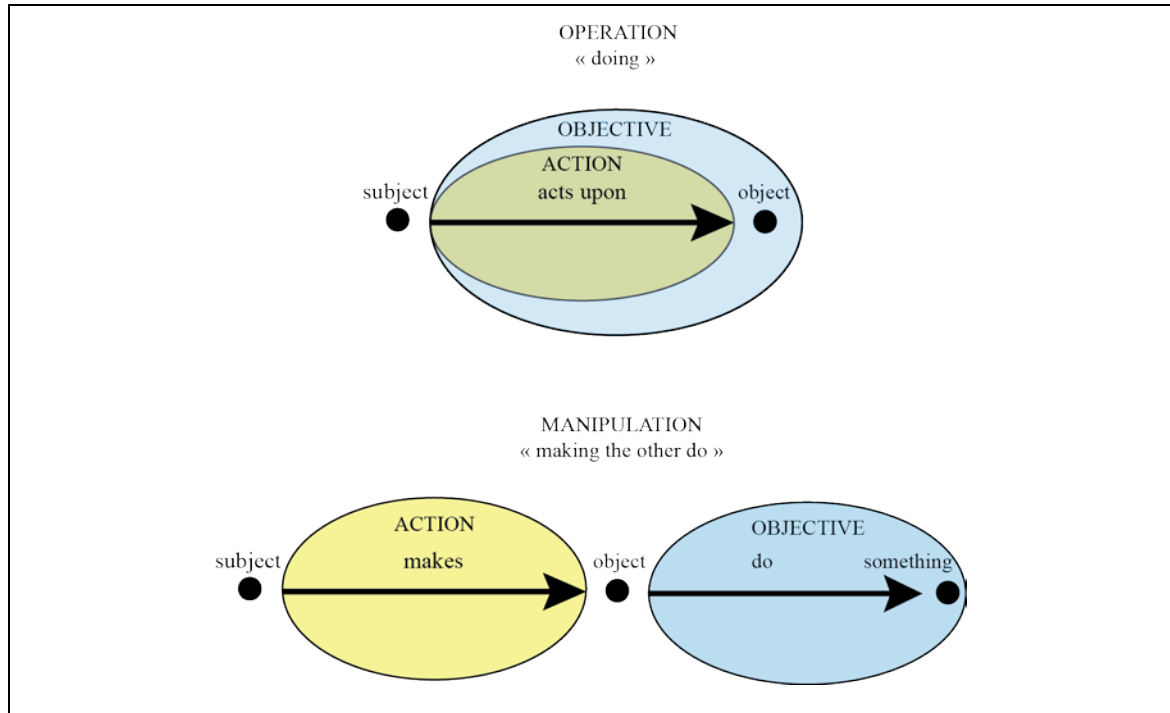 OPERATION
« doing »
OBJECTIVE
ACTION
subject
acts upon
object
MANIPULATION
« making the other do »
ACTION
OBJECTIVE
subject
makes
object
do
something